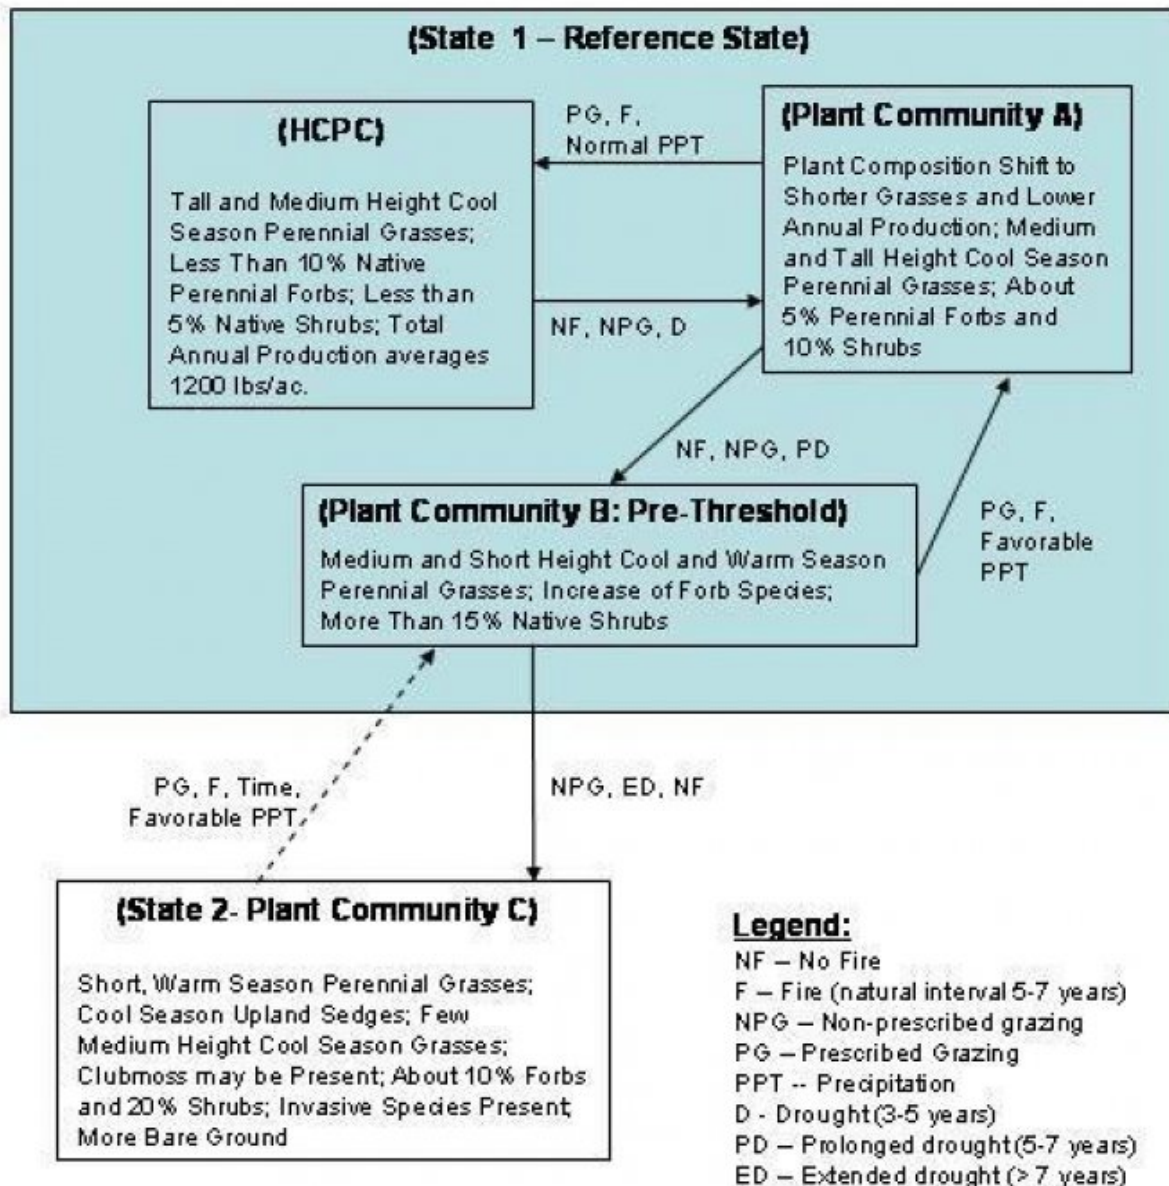 (State 1 – Reference State)
(HCPC)
Tall and Medium Height Cool
Season Perennial Grasses;
Less Than 10% Native
Perennial Forbs; Less than
5% Native Shrubs; Total
Annual Production averages
1200 lbs/ac.
PG, F,
Normal PPT
NF, NPG, D
(Plant Community A)
Plant Composition Shift to
Shorter Grasses and Lower
Annual Production; Medium
and Tall Height Cool Season
Perennial Grasses; About
5% Perennial Forbs and
10% Shrubs
NF, NPG, PD
PG, F,
Favorable
PPT
(Plant Community B: Pre-Threshold)
Medium and Short Height Cool and Warm Season
Perennial Grasses; Increase of Forb Species;
More Than 15% Native Shrubs
PG, F, Time,
Favorable PPT
NPG, ED, NF
(State 2- Plant Community C)
Short, Warm Season Perennial Grasses;
Cool Season Upland Sedges; Few
Medium Height Cool Season Grasses;
Clubmoss may be Present; About 10% Forbs
and 20% Shrubs; Invasive Species Present;
More Bare Ground
Legend:
NF – No Fire
F – Fire (natural interval 5-7 years)
NPG – Non-prescribed grazing
PG – Prescribed Grazing
PPT -- Precipitation
D - Drought (3-5 years)
PD – Prolonged drought (5-7 years)
ED – Extended drought (> 7 years)